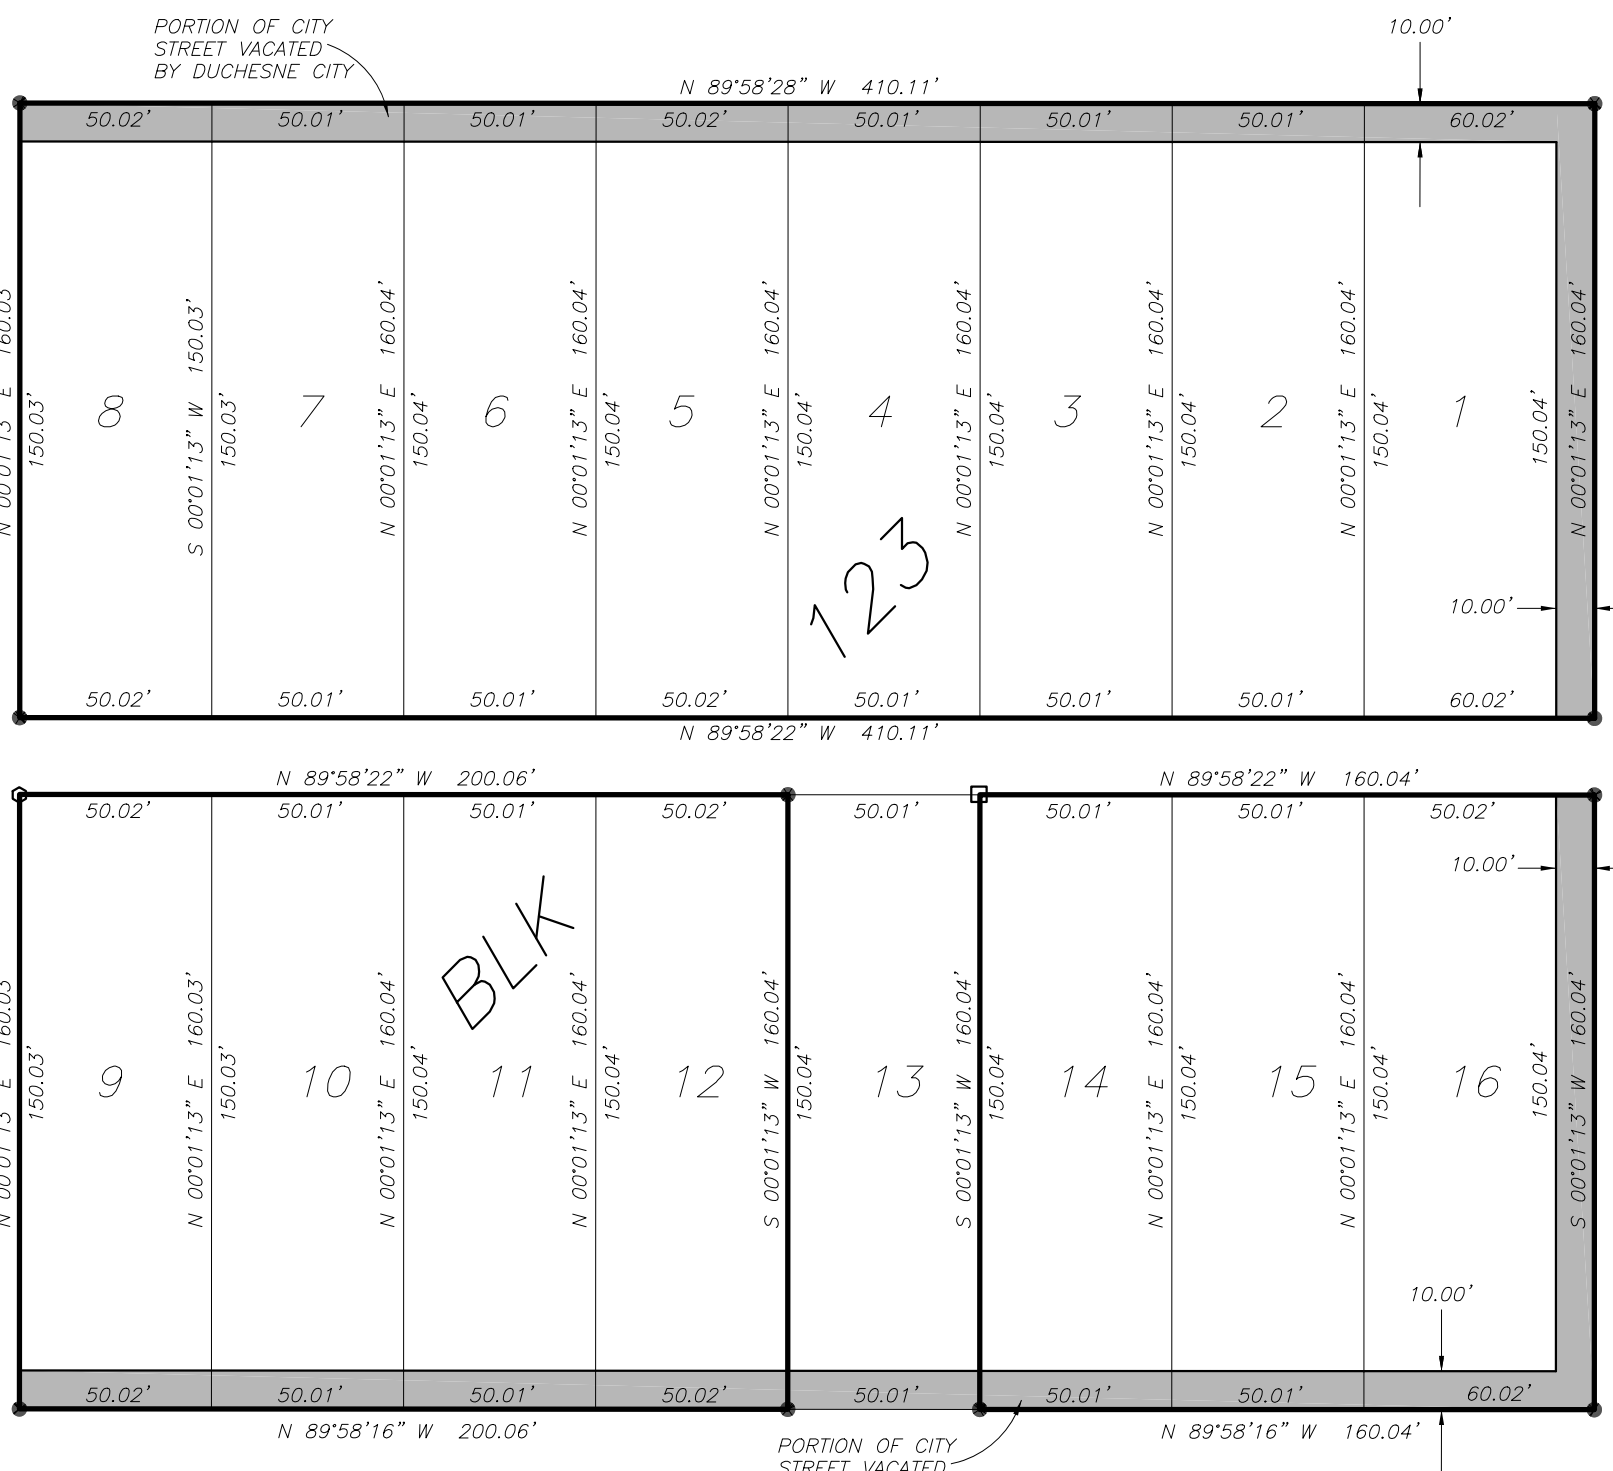 PORTION OF CITY
STREET VACATED
BY DUCHESNE CITY
10.00'
N 89°58'28" W 410.11'
50.02' 50.01' 50.01' 50.02' 50.01' 50.01' 50.01' 60.02'
N 00°01'13" E 160.03'
150.03'
8
S 00°01'13" W 150.03'
150.03'
7
N 00°01'13" E 160.04'
150.04'
6
N 00°01'13" E 160.04'
150.04'
5
N 00°01'13" E 160.04'
150.04'
4
N 00°01'13" E 160.04'
150.04'
3
N 00°01'13" E 160.04'
150.04'
2
N 00°01'13" E 160.04'
150.04'
1
150.04'
N 00°01'13" E 160.04'
123
10.00'
50.02' 50.01' 50.01' 50.02' 50.01' 50.01' 50.01' 60.02'
N 89°58'22" W 410.11'
N 89°58'22" W 200.06'
N 89°58'22" W 160.04'
50.02' 50.01' 50.01' 50.02' 50.01' 50.01' 50.01' 50.02'
10.00'
BLK
N 00°01'13" E 160.03'
150.03'
9
N 00°01'13" E 160.03'
150.03'
10
N 00°01'13" E 160.04'
150.04'
11
N 00°01'13" E 160.04'
150.04'
12
S 00°01'13" W 160.04'
150.04'
13
S 00°01'13" W 160.04'
150.04'
14
N 00°01'13" E 160.04'
150.04'
15
N 00°01'13" E 160.04'
150.04'
16
150.04'
S 00°01'13" W 160.04'
10.00'
50.02' 50.01' 50.01' 50.02' 50.01' 50.01' 50.01' 60.02'
N 89°58'16" W 200.06'
N 89°58'16" W 160.04'
PORTION OF CITY
STREET VACATED